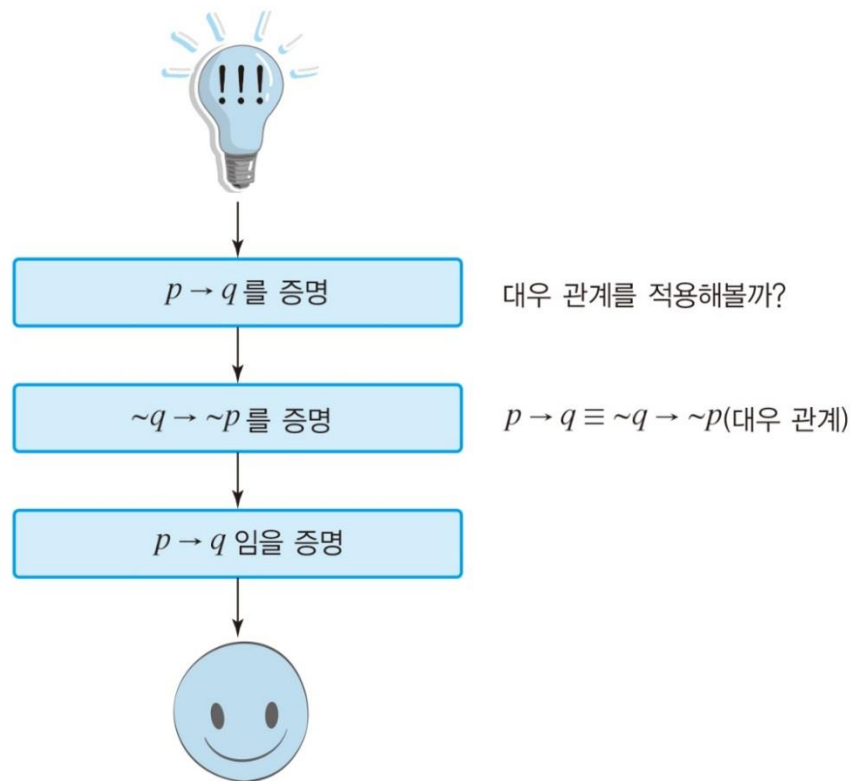 !!!
p → q 를 증명
대우 관계를 적용해볼까?
~q → ~p 를 증명
p → q ≡ ~q → ~p(대우 관계)
p → q 임을 증명